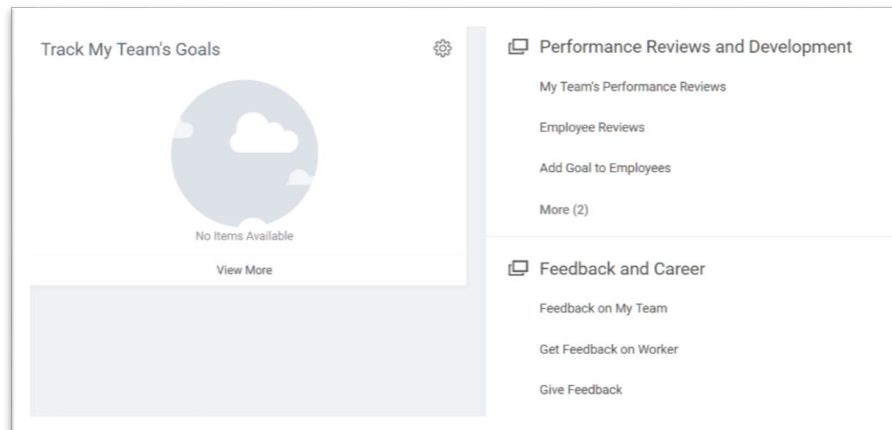 Track My Team's Goals
No Items Available
View More
Performance Reviews and Development
My Team's Performance Reviews
Employee Reviews
Add Goal to Employees
More (2)
Feedback and Career
Feedback on My Team
Get Feedback on Worker
Give Feedback